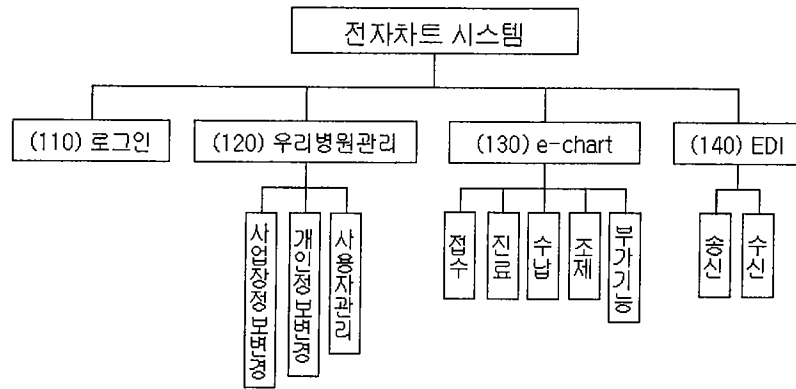 전자차트 시스템
(110) 로그인
(120) 우리병원관리
(130) e-chart
(140) EDI
사업장정보변경
개인정보변경
사용자관리
접수
진료
수납
조제
부가기능
송신
수신